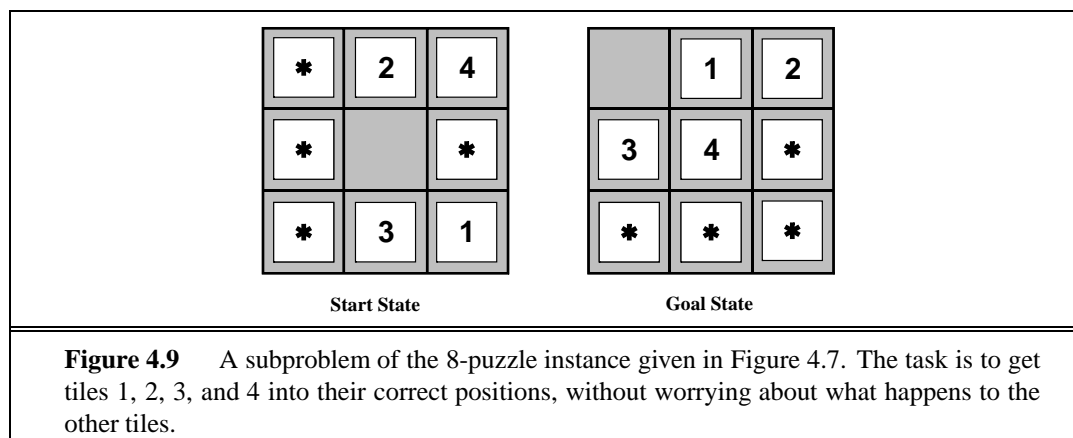 * 2 4 1 2
* * 3 4 *
* 3 1 * * *
Start State Goal State
Figure 4.9 A subproblem of the 8-puzzle instance given in Figure 4.7. The task is to get
tiles 1, 2, 3, and 4 into their correct positions, without worrying about what happens to the
other tiles.